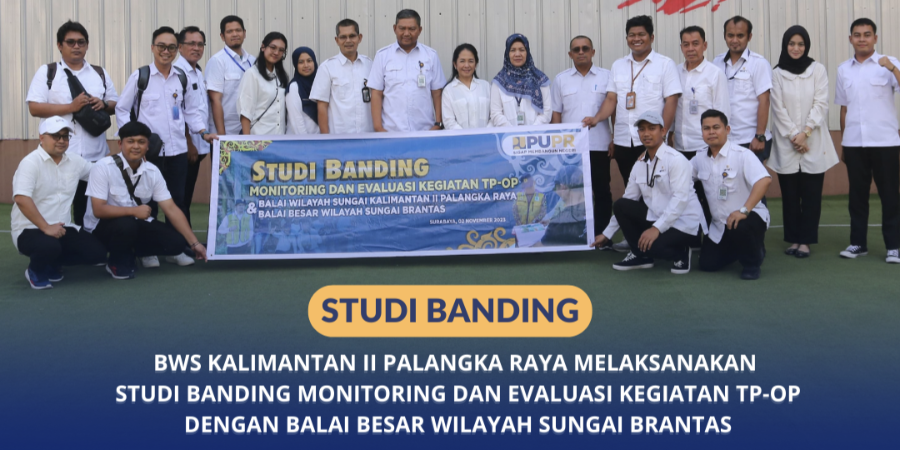 STUDI BANDING
MONITORING DAN EVALUASI KEGIATAN TP-OP
BALAI WILAYAH SUNGAI KALIMANTAN II PALANGKA RAYA
& BALAI BESAR WILAYAH SUNGAI BRANTAS
SURABAYA, 02 NOVEMBER 2023
PUPR
STUDI BANDING
BWS KALIMANTAN II PALANGKA RAYA MELAKSANAKAN
STUDI BANDING MONITORING DAN EVALUASI KEGIATAN TP-OP
DENGAN BALAI BESAR WILAYAH SUNGAI BRANTAS